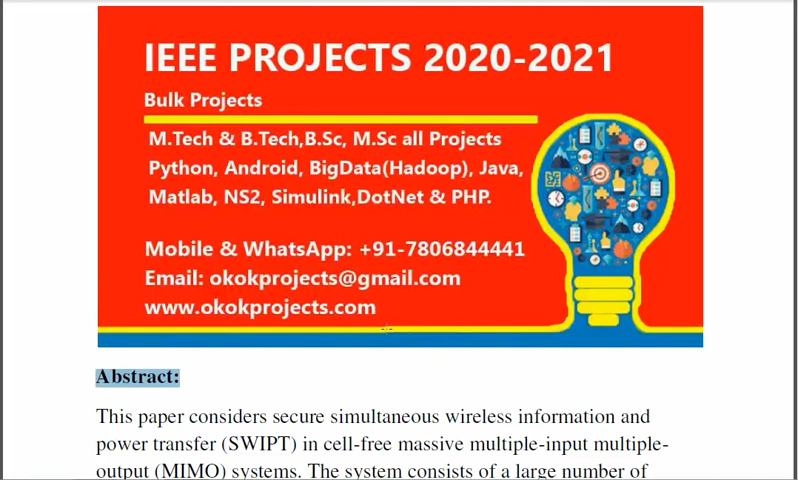 IEEE PROJECTS 2020-2021
Bulk Projects
M.Tech & B.Tech,B.Sc, M.Sc all Projects
Python, Android, BigData(Hadoop), Java,
Matlab, NS2, Simulink,DotNet & PHP.
Mobile & WhatsApp: +91-7806844441
Email: okokprojects@gmail.com
www.okokprojects.com
Abstract:
This paper considers secure simultaneous wireless information and
power transfer (SWIPT) in cell-free massive multiple-input multiple-
output (MIMO) systems. The system consists of a large number of